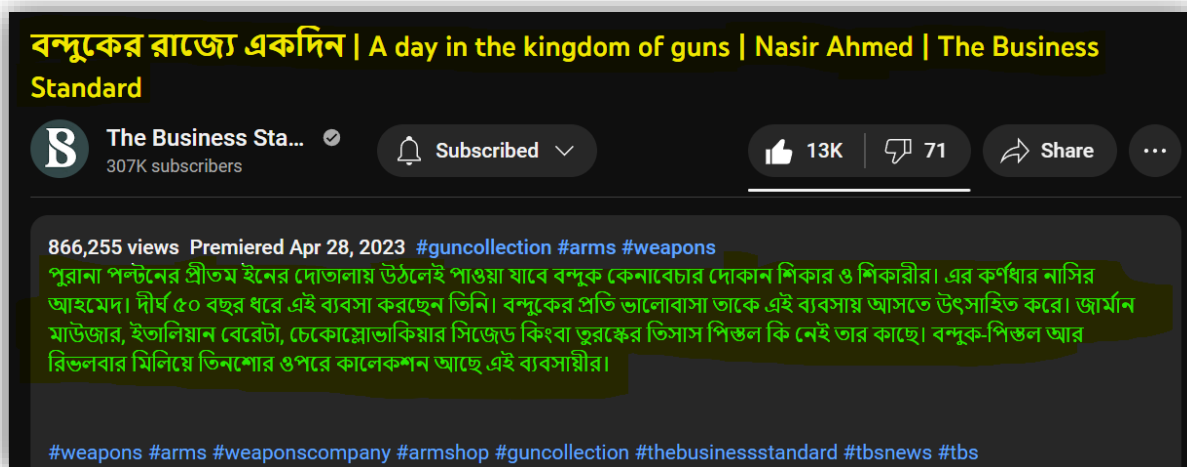 বন্দুকের রাজ্যে একদিন | A day in the kingdom of guns | Nasir Ahmed | The Business
Standard
The Business Sta...
307K subscribers
Subscribed
13K
71
Share
866,255 views Premiered Apr 28, 2023 #guncollection #arms #weapons
পুরানা পল্টনের প্রীতম ইনের দোতালায় উঠলেই পাওয়া যাবে বন্দুক কেনাবেচার দোকান শিকার ও শিকারীর। এর কর্ণধার নাসির
আহমেদ। দীর্ঘ ৫০ বছর ধরে এই ব্যবসা করছেন তিনি। বন্দুকের প্রতি ভালোবাসা তাকে এই ব্যবসায় আসতে উৎসাহিত করে। জার্মান
মাউজার, ইতালিয়ান বেরেটা, চেকোস্লোভাকিয়ার সিজেড কিংবা তুরস্কের তিসাস পিস্তল কি নেই তার কাছে। বন্দুক-পিস্তল আর
রিভলবার মিলিয়ে তিনশোর ওপরে কালেকশন আছে এই ব্যবসায়ীর।
#weapons #arms #weaponscompany #armshop #guncollection #thebusinessstandard #tbsnews #tbs